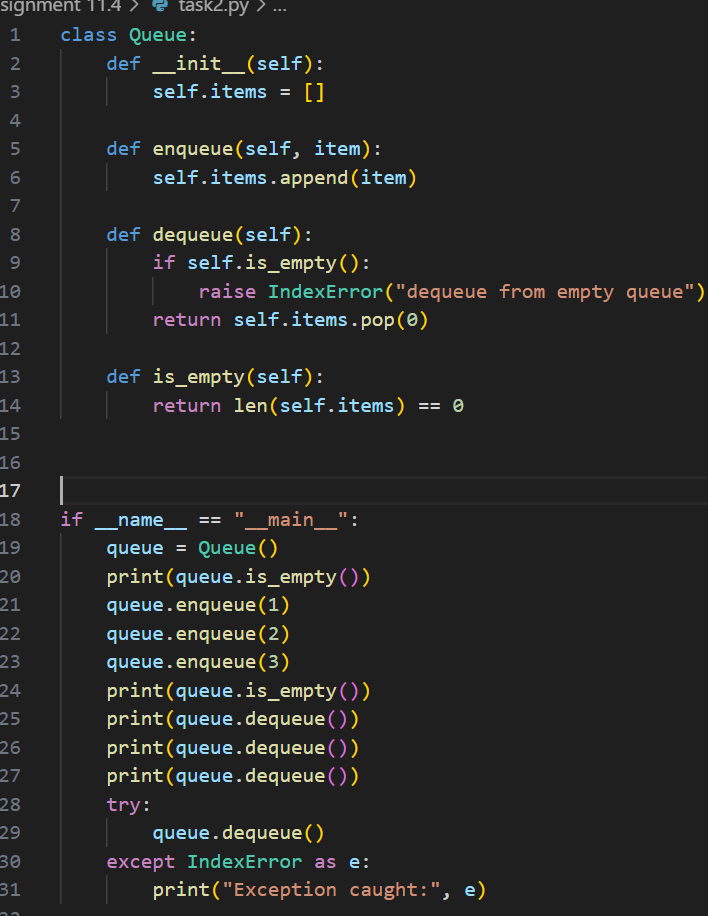 signment 11.4 > task2.py > ...
1 class Queue:
2     def __init__(self):
3         self.items = []
4
5     def enqueue(self, item):
6         self.items.append(item)
7
8     def dequeue(self):
9         if self.is_empty():
10             raise IndexError("dequeue from empty queue")
11         return self.items.pop(0)
12
13     def is_empty(self):
14         return len(self.items) == 0
15
16
17
18 if __name__ == "__main__":
19     queue = Queue()
20     print(queue.is_empty())
21     queue.enqueue(1)
22     queue.enqueue(2)
23     queue.enqueue(3)
24     print(queue.is_empty())
25     print(queue.dequeue())
26     print(queue.dequeue())
27     print(queue.dequeue())
28     try:
29         queue.dequeue()
30     except IndexError as e:
31         print("Exception caught:", e)